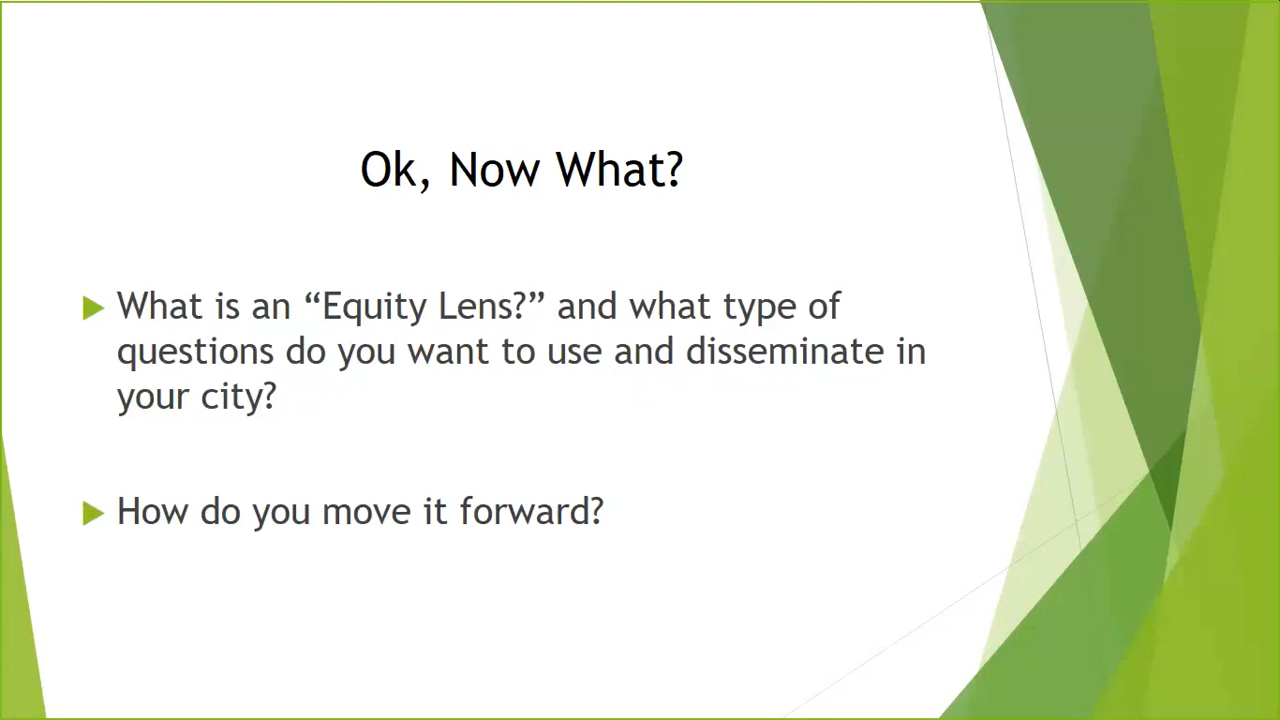 Ok, Now What?
What is an “Equity Lens?” and what type of
questions do you want to use and disseminate in
your city?
How do you move it forward?